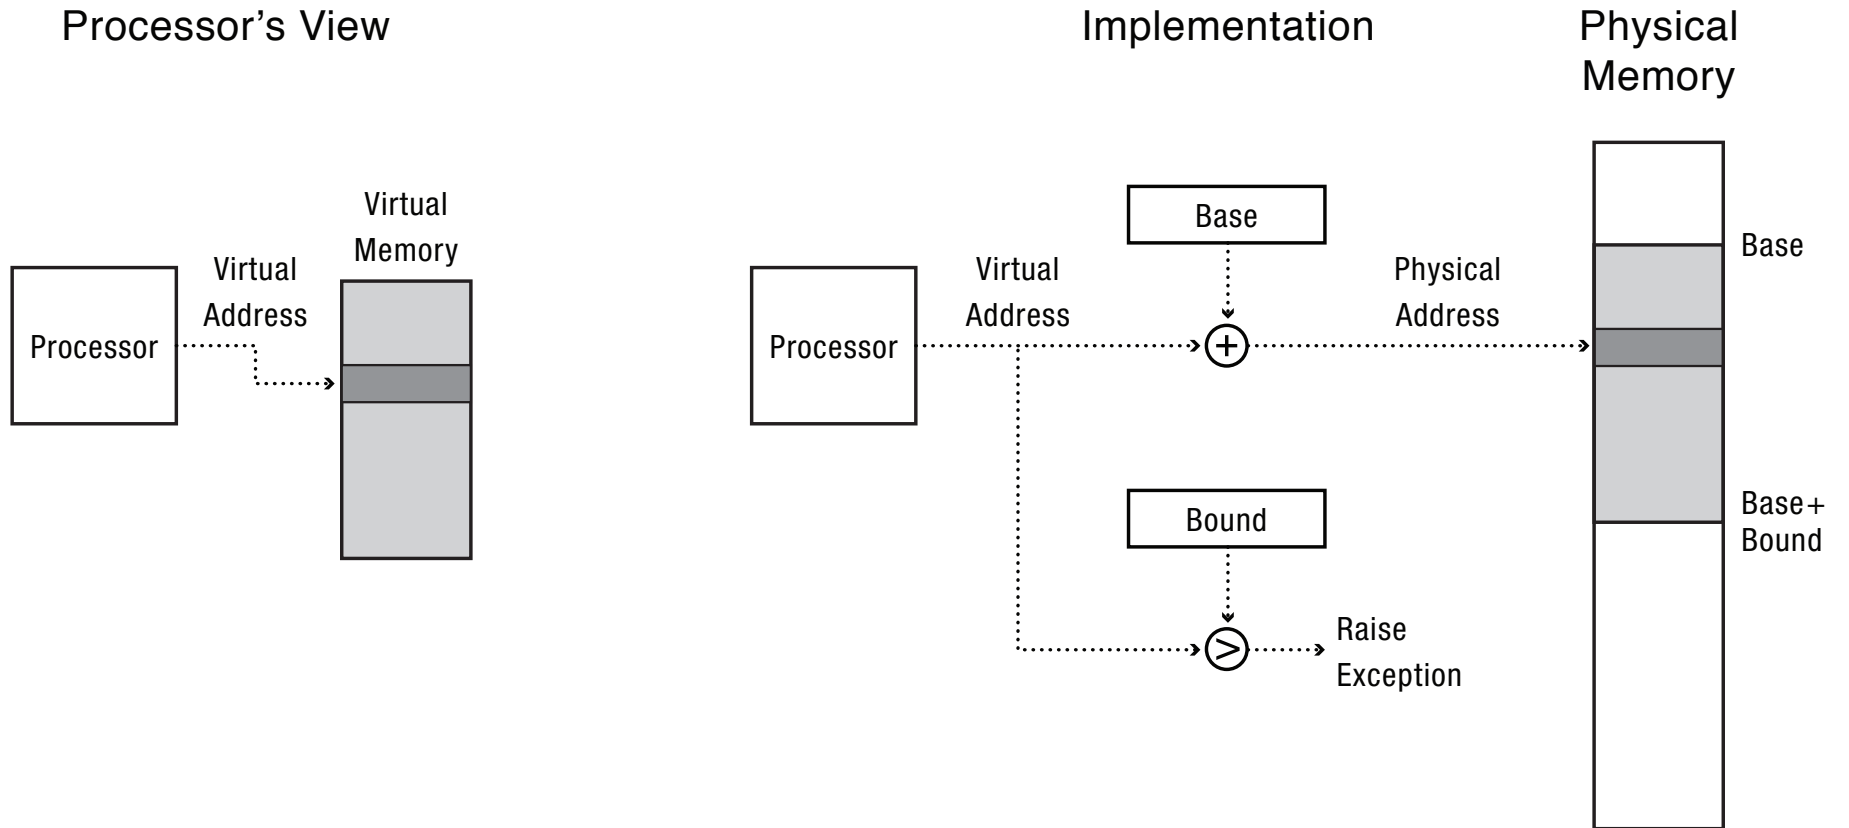 Processor's View
Implementation
Physical
Memory
Virtual
Memory
Virtual
Address
Processor
Processor
Virtual
Address
Base
+
Physical
Address
Base
Bound
>
Raise
Exception
Base+
Bound